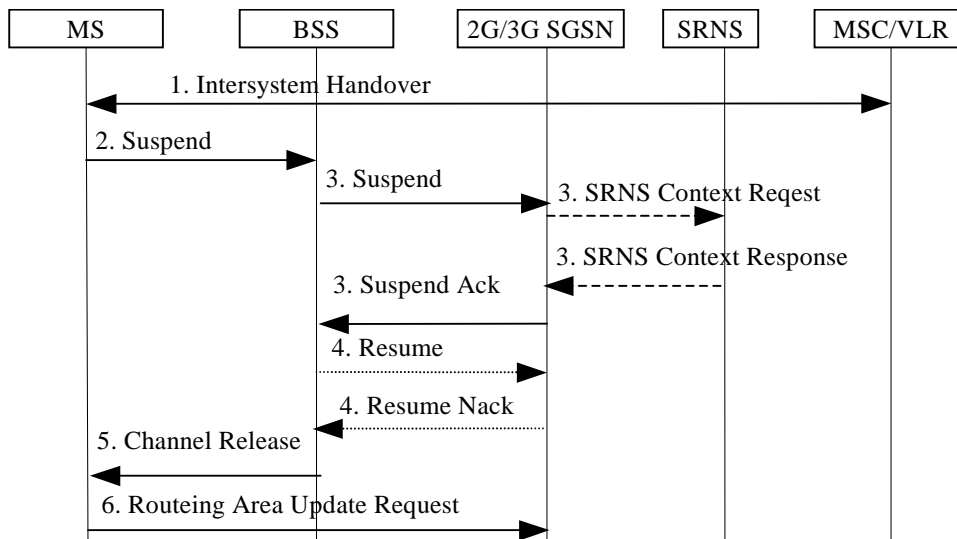 MS
BSS
2G/3G SGSN
SRNS
MSC/VLR
1. Intersystem Handover
2. Suspend
3. Suspend
3. SRNS Context Reqest
3. SRNS Context Response
3. Suspend Ack
4. Resume
4. Resume Nack
5. Channel Release
6. Routeing Area Update Request